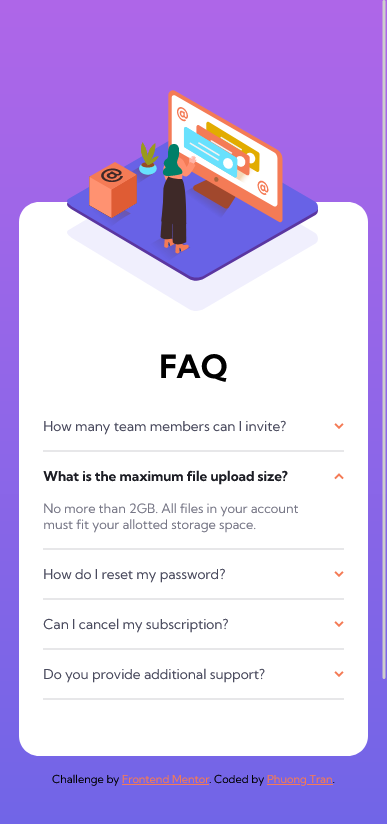 @
@
@
FAQ
How many team members can I invite?
What is the maximum file upload size?
No more than 2GB. All files in your account
must fit your allotted storage space.
How do I reset my password?
Can I cancel my subscription?
Do you provide additional support?
Challenge by Frontend Mentor. Coded by Phuong Tran.